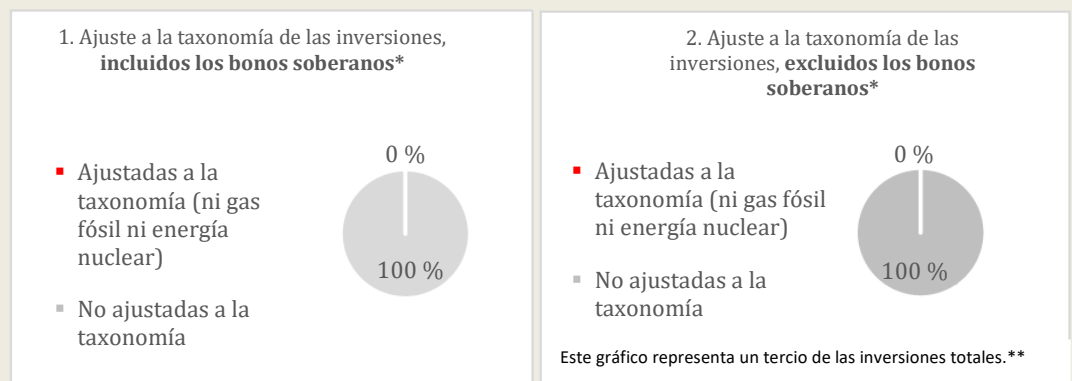 1. Ajuste a la taxonomía de las inversiones,
incluidos los bonos soberanos*
0 %
Ajustadas a la
taxonomía (ni gas
fósil ni energía
nuclear)
100 %
No ajustadas a la
taxonomía
2. Ajuste a la taxonomía de las
inversiones, excluidos los bonos
soberanos*
0 %
Ajustadas a la
taxonomía (ni gas fósil
ni energía nuclear)
100 %
No ajustadas a la
taxonomía
Este gráfico representa un tercio de las inversiones totales.**